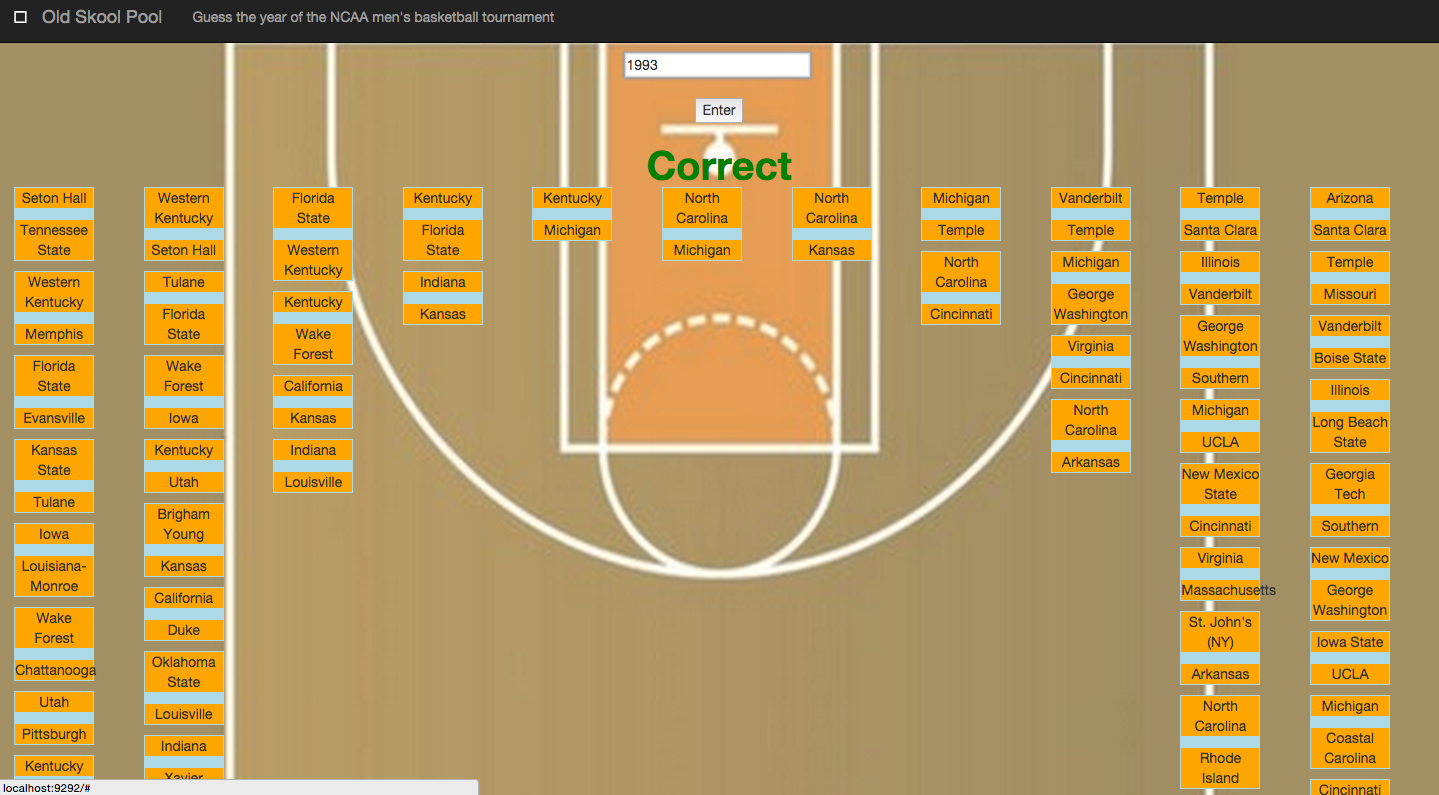 Old Skool Pool Guess the year of the NCAA men's basketball tournament
1993
Enter
Correct
Seton Hall
Tennessee
State
Western
Kentucky
Memphis
Florida
State
Evansville
Kansas
State
Tulane
Iowa
Louisiana-
Monroe
Wake
Forest
Chattanooga
Utah
Pittsburgh
Kentucky
Western
Kentucky
Seton Hall
Tulane
Florida
State
Wake
Forest
Iowa
Kentucky
Utah
Brigham
Young
Kansas
California
Duke
Oklahoma
State
Louisville
Indiana
Xavier
Florida
State
Western
Kentucky
Kentucky
Wake
Forest
California
Kansas
Indiana
Louisville
Kentucky
Florida
State
Indiana
Kansas
Kentucky
Michigan
North
Carolina
Michigan
North
Carolina
Kansas
Michigan
Temple
North
Carolina
Cincinnati
Vanderbilt
Temple
Michigan
George
Washington
Virginia
Cincinnati
North
Carolina
Arkansas
Temple
Santa Clara
Illinois
Vanderbilt
George
Washington
Southern
Michigan
UCLA
New Mexico
State
Cincinnati
Virginia
Massachusetts
St. John's
(NY)
Arkansas
North
Carolina
Rhode
Island
Arizona
Santa Clara
Temple
Missouri
Vanderbilt
Boise State
Illinois
Long Beach
State
Georgia
Tech
Southern
New Mexico
George
Washington
Iowa State
UCLA
Michigan
Coastal
Carolina
Cincinnati
localhost:9292/#